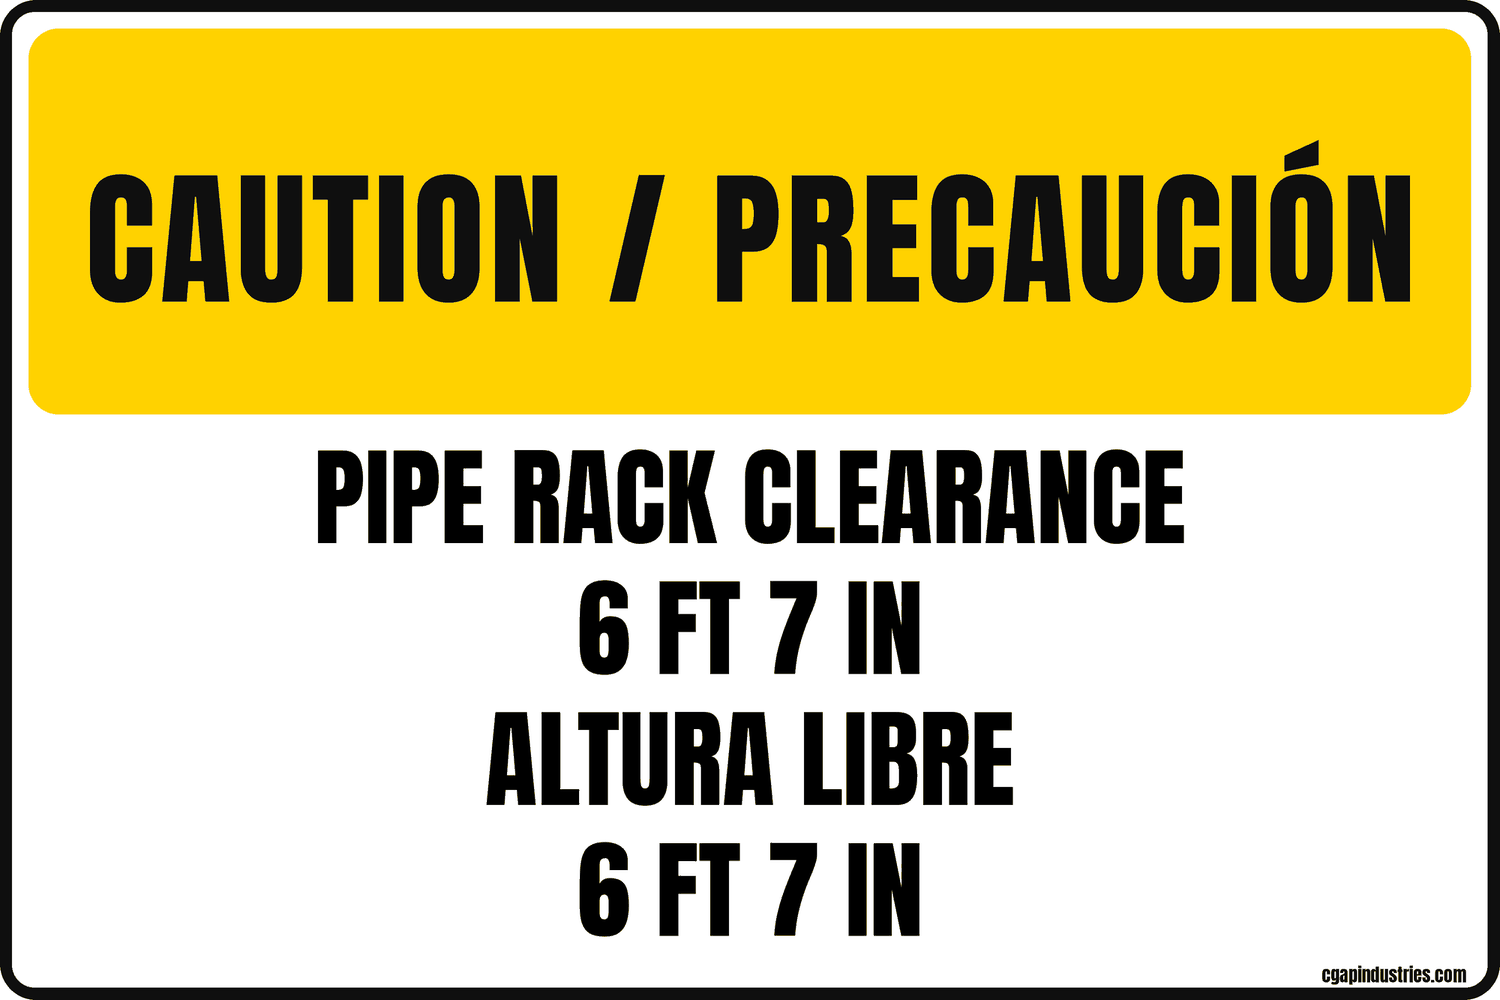 CAUTION / PRECAUCIÓN
PIPE RACK CLEARANCE
6 FT 7 IN
ALTURA LIBRE
6 FT 7 IN
cgapindustries.com